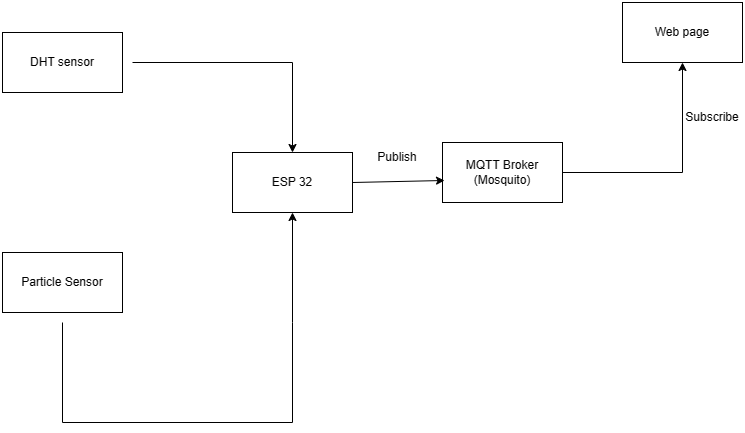 Web page
DHT sensor
Subscribe
Publish
MQTT Broker
(Mosquito)
ESP 32
Particle Sensor